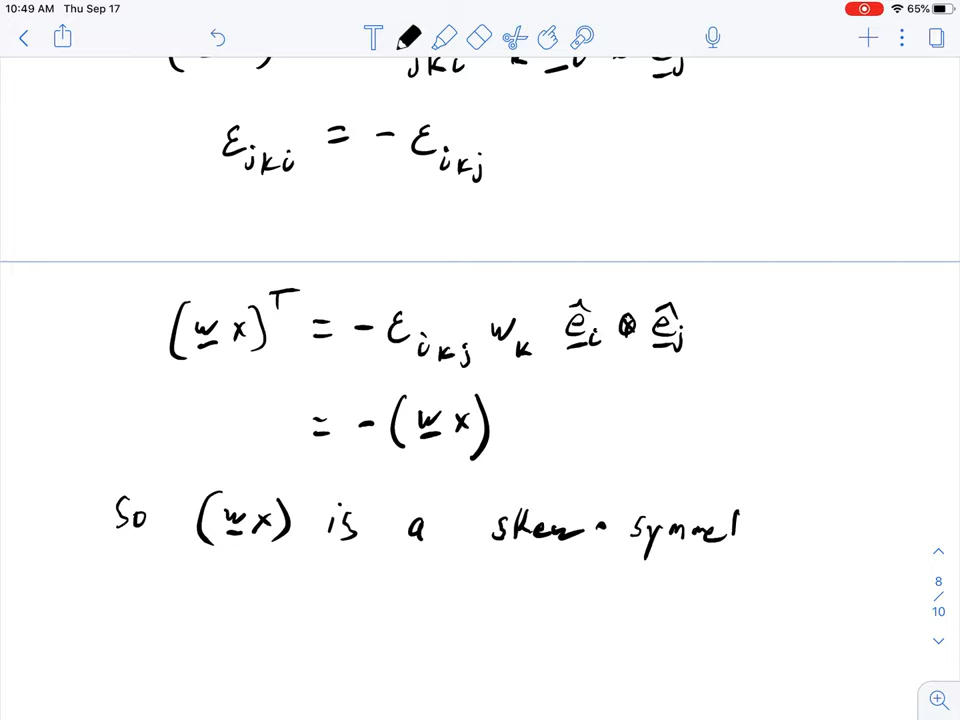 10:49 AM Thu Sep 17
65%
T
jki k i j
ε_jki = - ε_ikj
(w x)^T = - ε_ikj w_k ê_i ⊗ ê_j
= - (w x)
So (w x) is a skew-symmet
8
/
10